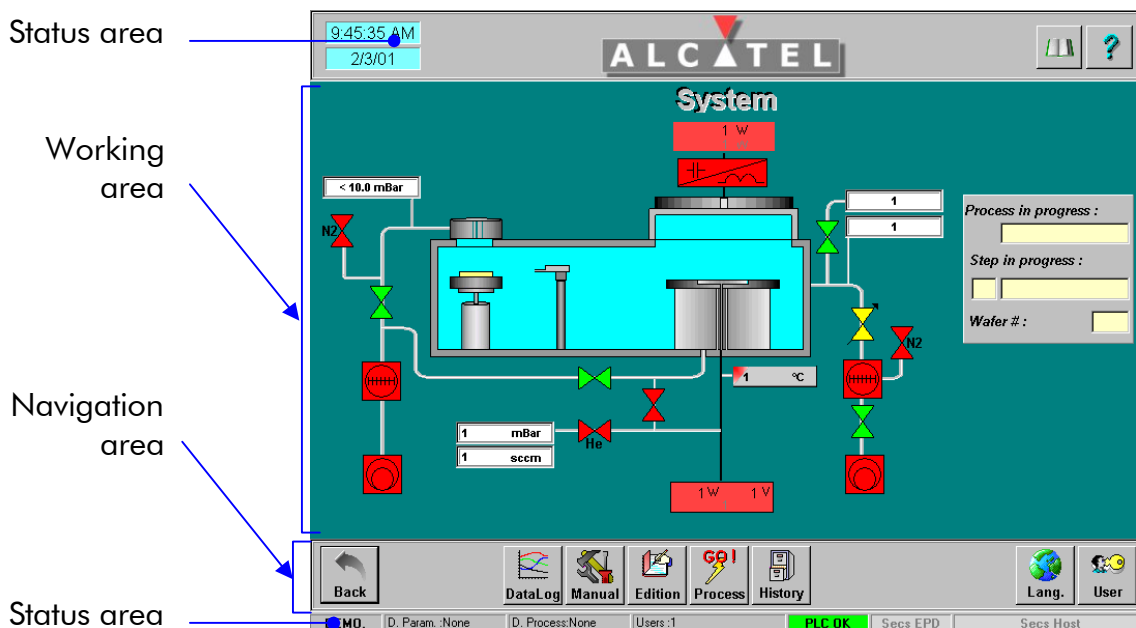 Status area
9:45:35 AM
2/3/01
ALCATEL
?
Working
area
System
1 W
< 10.0 mBar
N2
1
1
Process in progress :
Step in progress :
Wafer # :
N2
1 °C
1 mBar
He
1 sccm
1 W 1 V
Navigation
area
Back
DataLog
Manual
Edition
GO!
Process
History
Lang.
User
Status area
D. Param. :None
D. Process:None
Users :1
PLC OK
Secs EPD
Secs Host